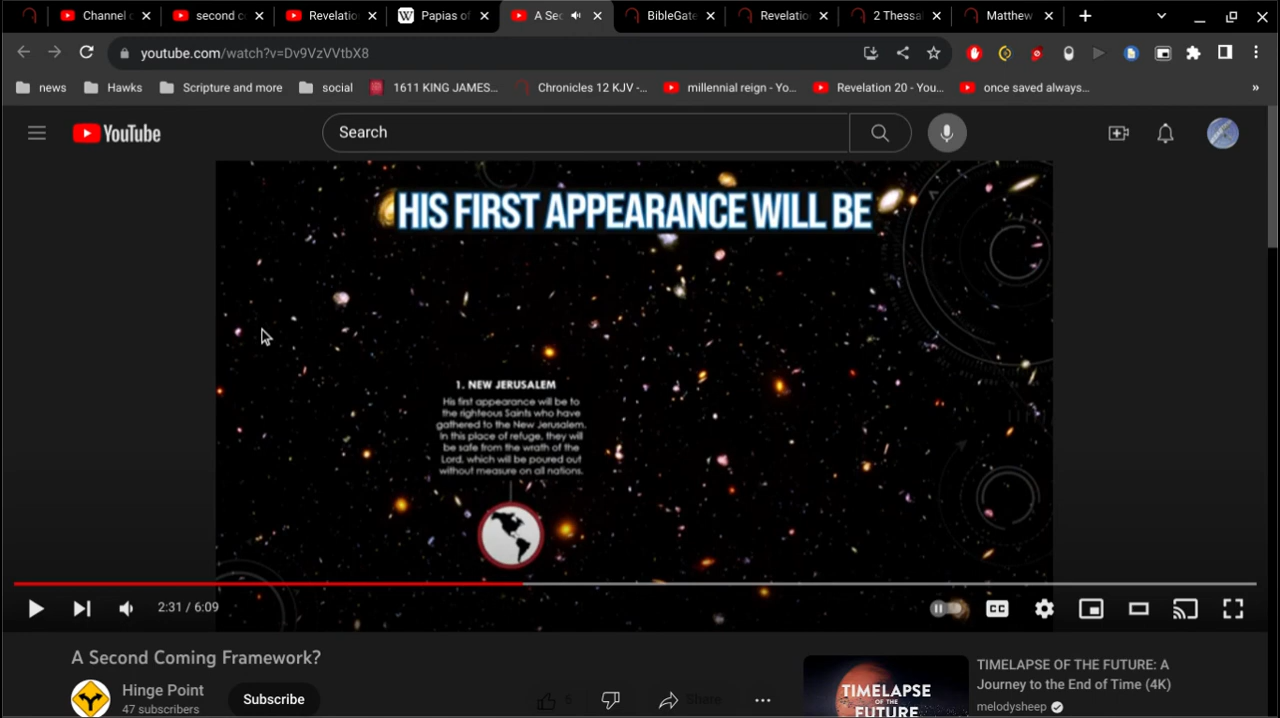 Channel c
second c
Revelatio
Papias of
A Sec
BibleGate
Revelatio
2 Thessa
Matthew
youtube.com/watch?v=Dv9VzVVtbX8
news
Hawks
Scripture and more
social
1611 KING JAMES...
Chronicles 12 KJV -...
millennial reign - Yo...
Revelation 20 - You...
once saved always...
»
YouTube
Search
HIS FIRST APPEARANCE WILL BE
1. NEW JERUSALEM
His first appearance will be to
the righteous Saints who have
gathered to the New Jerusalem.
In this place of refuge, they will
be safe from the wrath of the
Lord, which will be poured out
without measure on all nations.
2:31 / 6:09
CC
A Second Coming Framework?
Hinge Point
47 subscribers
Subscribe
6
Share
TIMELAPSE
OF THE
FUTURE
TIMELAPSE OF THE FUTURE: A
Journey to the End of Time (4K)
melodysheep